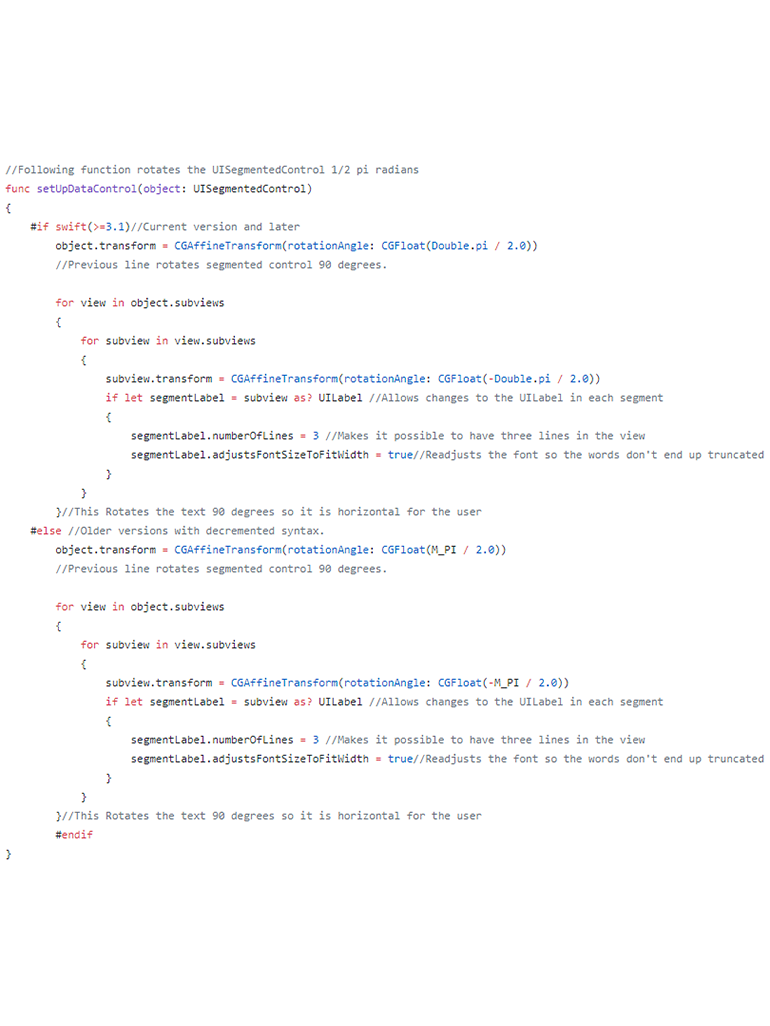 //Following function rotates the UISegmentedControl 1/2 pi radians
func setUpDataControl(object: UISegmentedControl)
{
    #if swift(>=3.1)//Current version and later
        object.transform = CGAffineTransform(rotationAngle: CGFloat(Double.pi / 2.0))
        //Previous line rotates segmented control 90 degrees.

        for view in object.subviews
        {
            for subview in view.subviews
            {
                subview.transform = CGAffineTransform(rotationAngle: CGFloat(-Double.pi / 2.0))
                if let segmentLabel = subview as? UILabel //Allows changes to the UILabel in each segment
                {
                    segmentLabel.numberOfLines = 3 //Makes it possible to have three lines in the view
                    segmentLabel.adjustsFontSizeToFitWidth = true//Readjusts the font so the words don't end up truncated
                }
            }
        }//This Rotates the text 90 degrees so it is horizontal for the user
    #else //Older versions with decremented syntax.
        object.transform = CGAffineTransform(rotationAngle: CGFloat(M_PI / 2.0))
        //Previous line rotates segmented control 90 degrees.

        for view in object.subviews
        {
            for subview in view.subviews
            {
                subview.transform = CGAffineTransform(rotationAngle: CGFloat(-M_PI / 2.0))
                if let segmentLabel = subview as? UILabel //Allows changes to the UILabel in each segment
                {
                    segmentLabel.numberOfLines = 3 //Makes it possible to have three lines in the view
                    segmentLabel.adjustsFontSizeToFitWidth = true//Readjusts the font so the words don't end up truncated
                }
            }
        }//This Rotates the text 90 degrees so it is horizontal for the user
        #endif
}